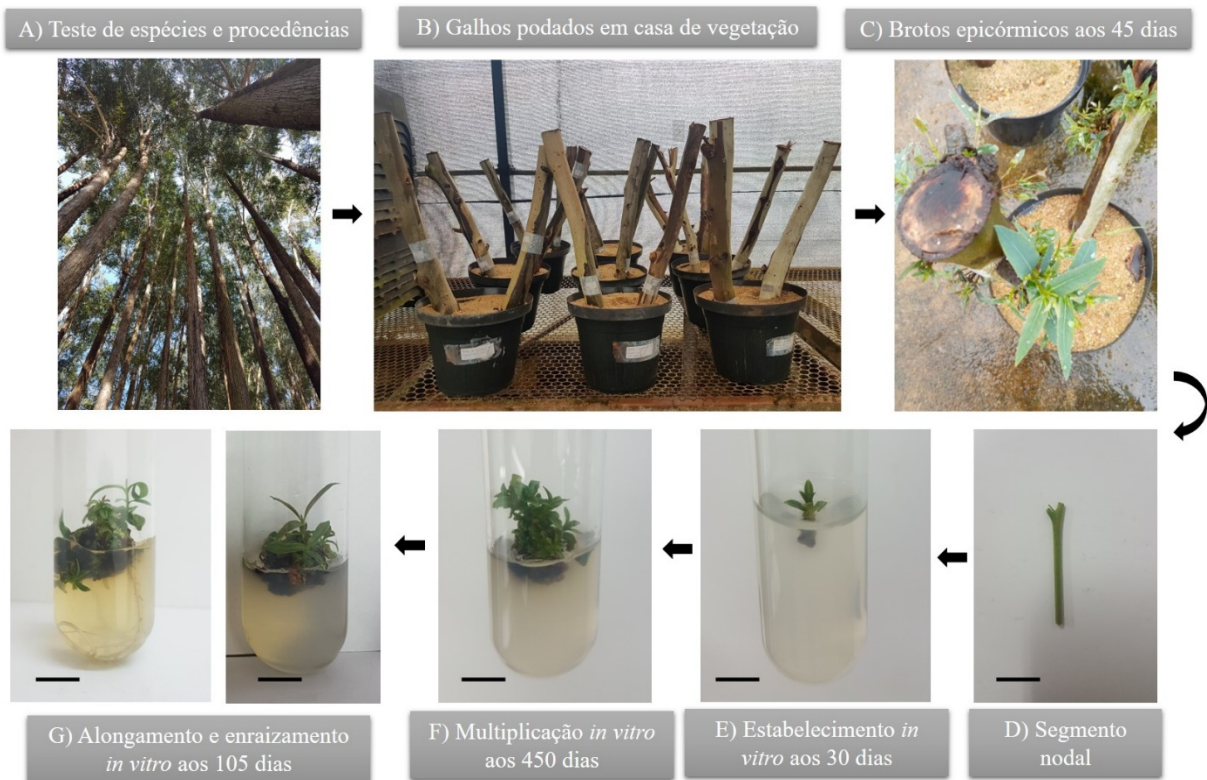 A) Teste de espécies e procedências
B) Galhos podados em casa de vegetação
C) Brotos epicórmicos aos 45 dias
G) Alongamento e enraizamento
in vitro aos 105 dias
F) Multiplicação in vitro
aos 450 dias
E) Estabelecimento in
vitro aos 30 dias
D) Segmento
nodal